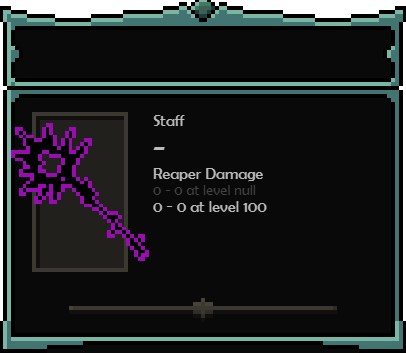 Staff
–
Reaper Damage
0 - 0 at level null
0 - 0 at level 100